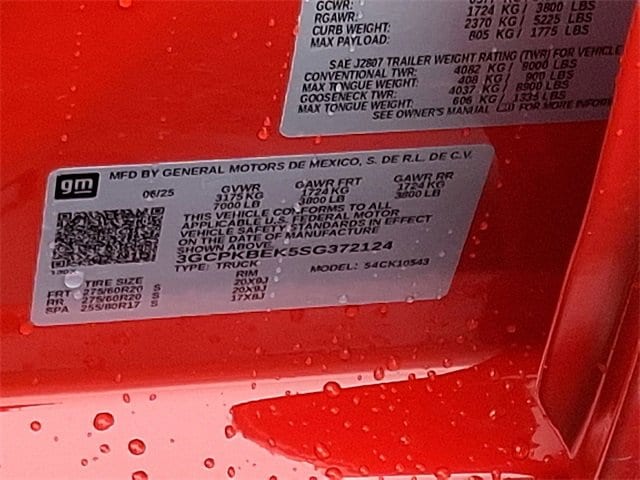 GCWR:
RGAWR: 1724 KG / 3800 LBS
CURB WEIGHT: 2370 KG / 5225 LBS
MAX PAYLOAD: 805 KG / 1775 LBS
SAE J2807 TRAILER WEIGHT RATING (TWR) FOR VEHICLE
CONVENTIONAL TWR: 4082 KG / 9000 LBS
MAX TONGUE WEIGHT: 408 KG / 900 LBS
GOOSENECK TWR: 4037 KG / 8900 LBS
MAX TONGUE WEIGHT: 606 KG / 1335 LBS
SEE OWNER'S MANUAL FOR MORE INFOR
gm MFD BY GENERAL MOTORS DE MEXICO, S. DE R.L. DE C.V.
06/25 GVWR GAWR FRT GAWR RR
3175 KG 1724 KG 1724 KG
7000 LB 3800 LB 3800 LB
THIS VEHICLE CONFORMS TO ALL
APPLICABLE U.S. FEDERAL MOTOR
VEHICLE SAFETY STANDARDS IN EFFECT
ON THE DATE OF MANUFACTURE
SHOWN ABOVE.
3GCPKBEK5SG372124
TYPE: TRUCK MODEL: 54CK10543
TIRE SIZE RIM
FRT 275/60R20 S 20X9J
RR 275/60R20 S 20X9J
SPA 255/80R17 S 17X8J